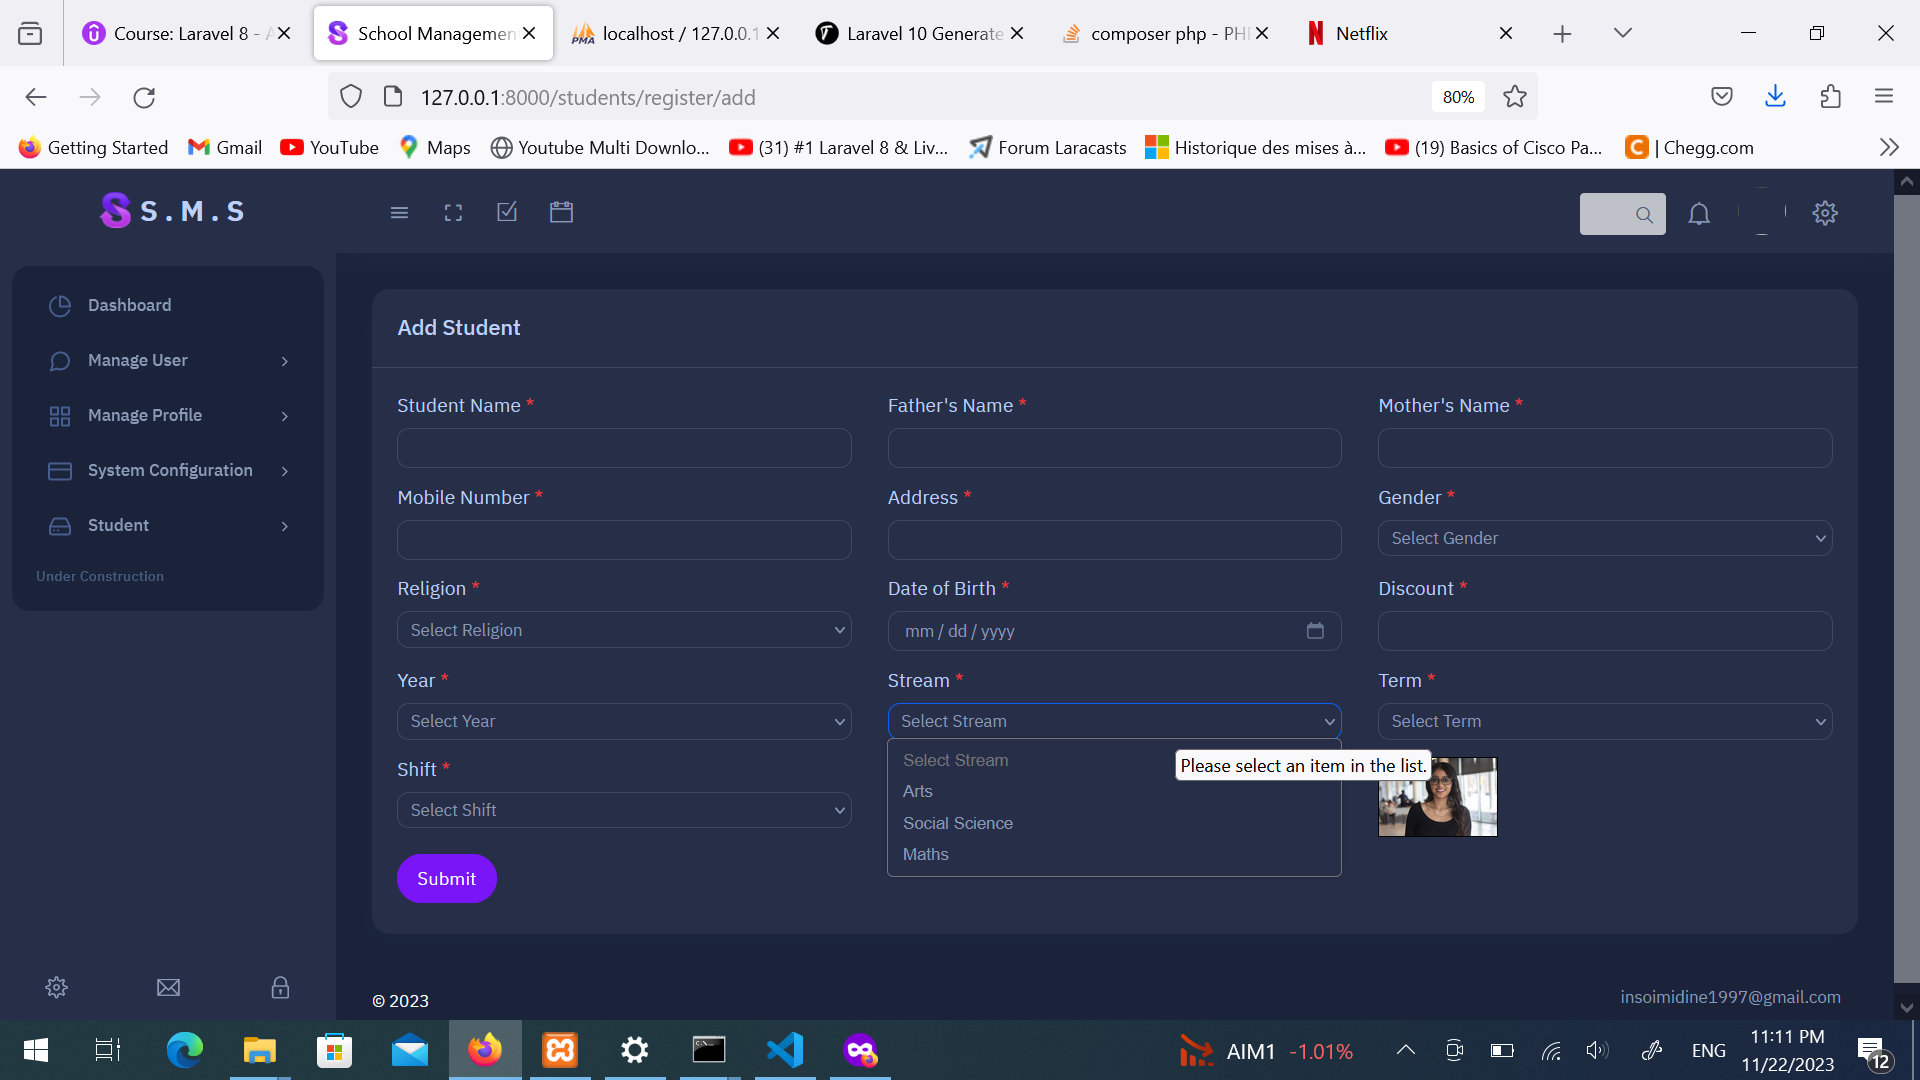 Course: Laravel 8 - A
School Managemen
PMA localhost / 127.0.0.1
Laravel 10 Generate
composer php - PH
Netflix
127.0.0.1:8000/students/register/add
80%
Getting Started
Gmail
YouTube
Maps
Youtube Multi Downlo...
(31) #1 Laravel 8 & Liv...
Forum Laracasts
Historique des mises à...
(19) Basics of Cisco Pa...
| Chegg.com
S.M.S
Dashboard
Manage User
Manage Profile
System Configuration
Student
Under Construction
Add Student
Student Name *
Father's Name *
Mother's Name *
Mobile Number *
Address *
Gender *
Select Gender
Religion *
Date of Birth *
Discount *
Select Religion
mm / dd / yyyy
Year *
Stream *
Term *
Select Year
Select Stream
Select Term
Select Stream
Please select an item in the list.
Arts
Social Science
Maths
Shift *
Select Shift
Submit
© 2023
insoimidine1997@gmail.com
AIM1 -1.01%
ENG
11:11 PM
11/22/2023
12